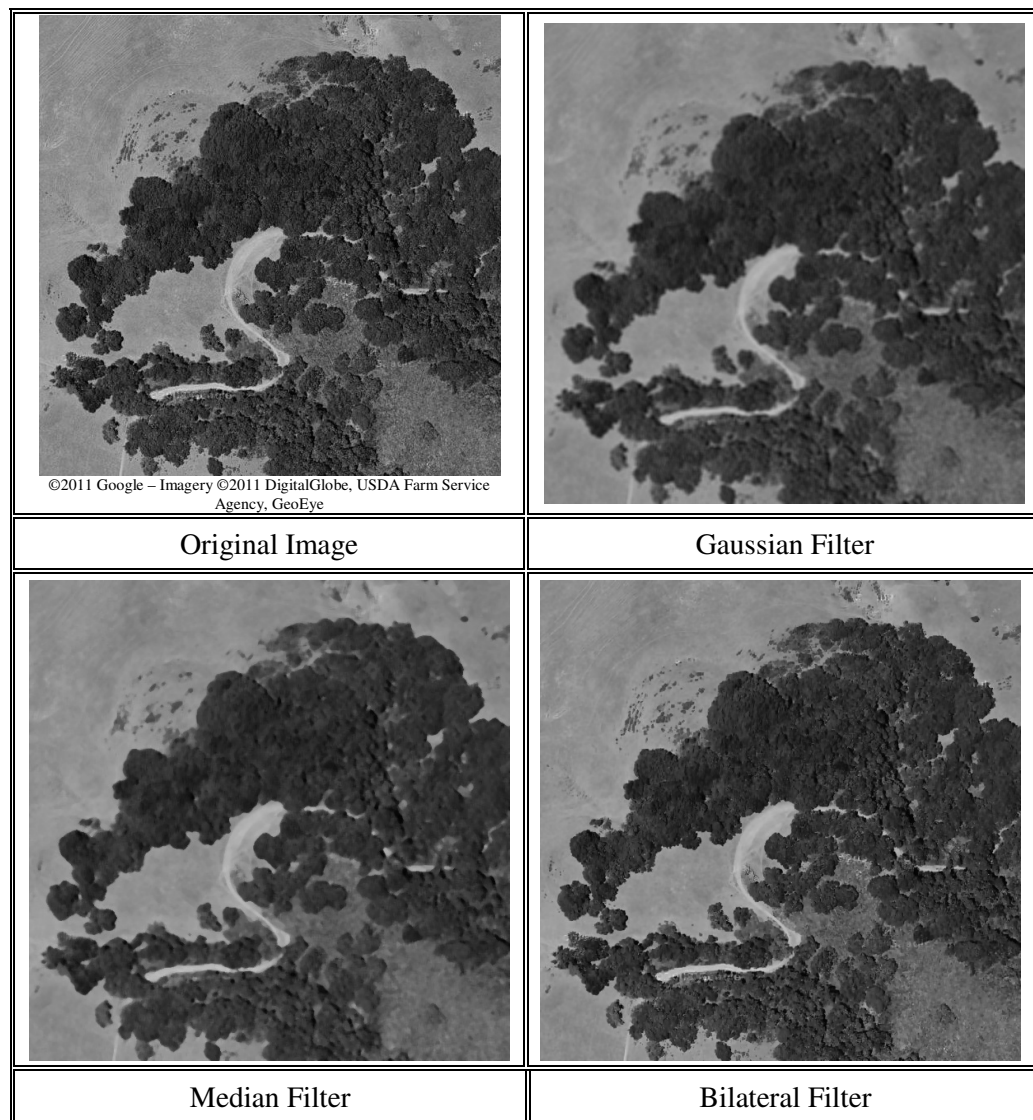 ©2011 Google – Imagery ©2011 DigitalGlobe, USDA Farm Service
Agency, GeoEye
Original Image
Gaussian Filter
Median Filter
Bilateral Filter